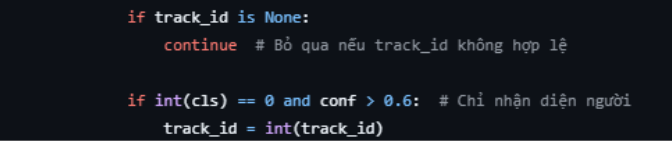 if track_id is None:
continue # Bỏ qua nếu track_id không hợp lệ
if int(cls) == 0 and conf > 0.6: # Chỉ nhận diện người
track_id = int(track_id)